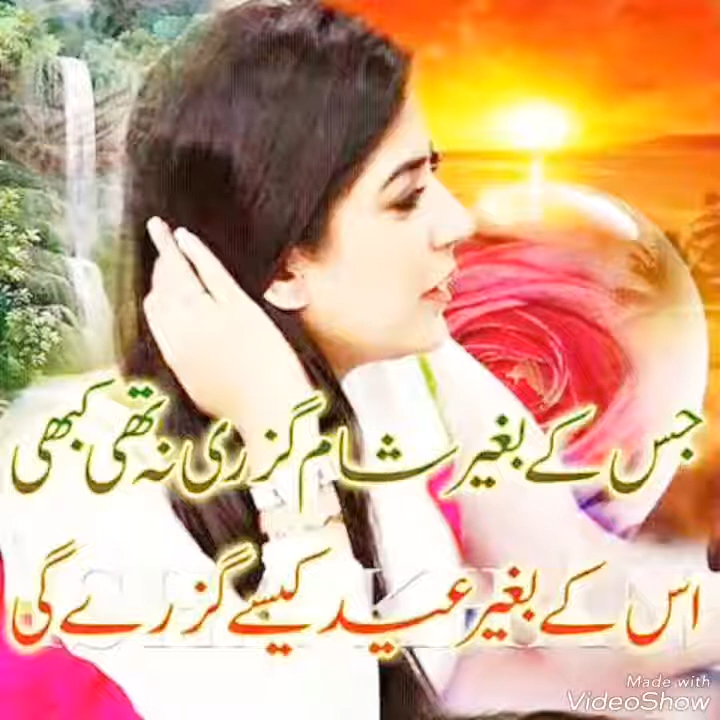 جس کے بغیر شام گزری نہ تھی کبھی
اس کے بغیر عید کیسے گزرے گی
Made with
VideoShow